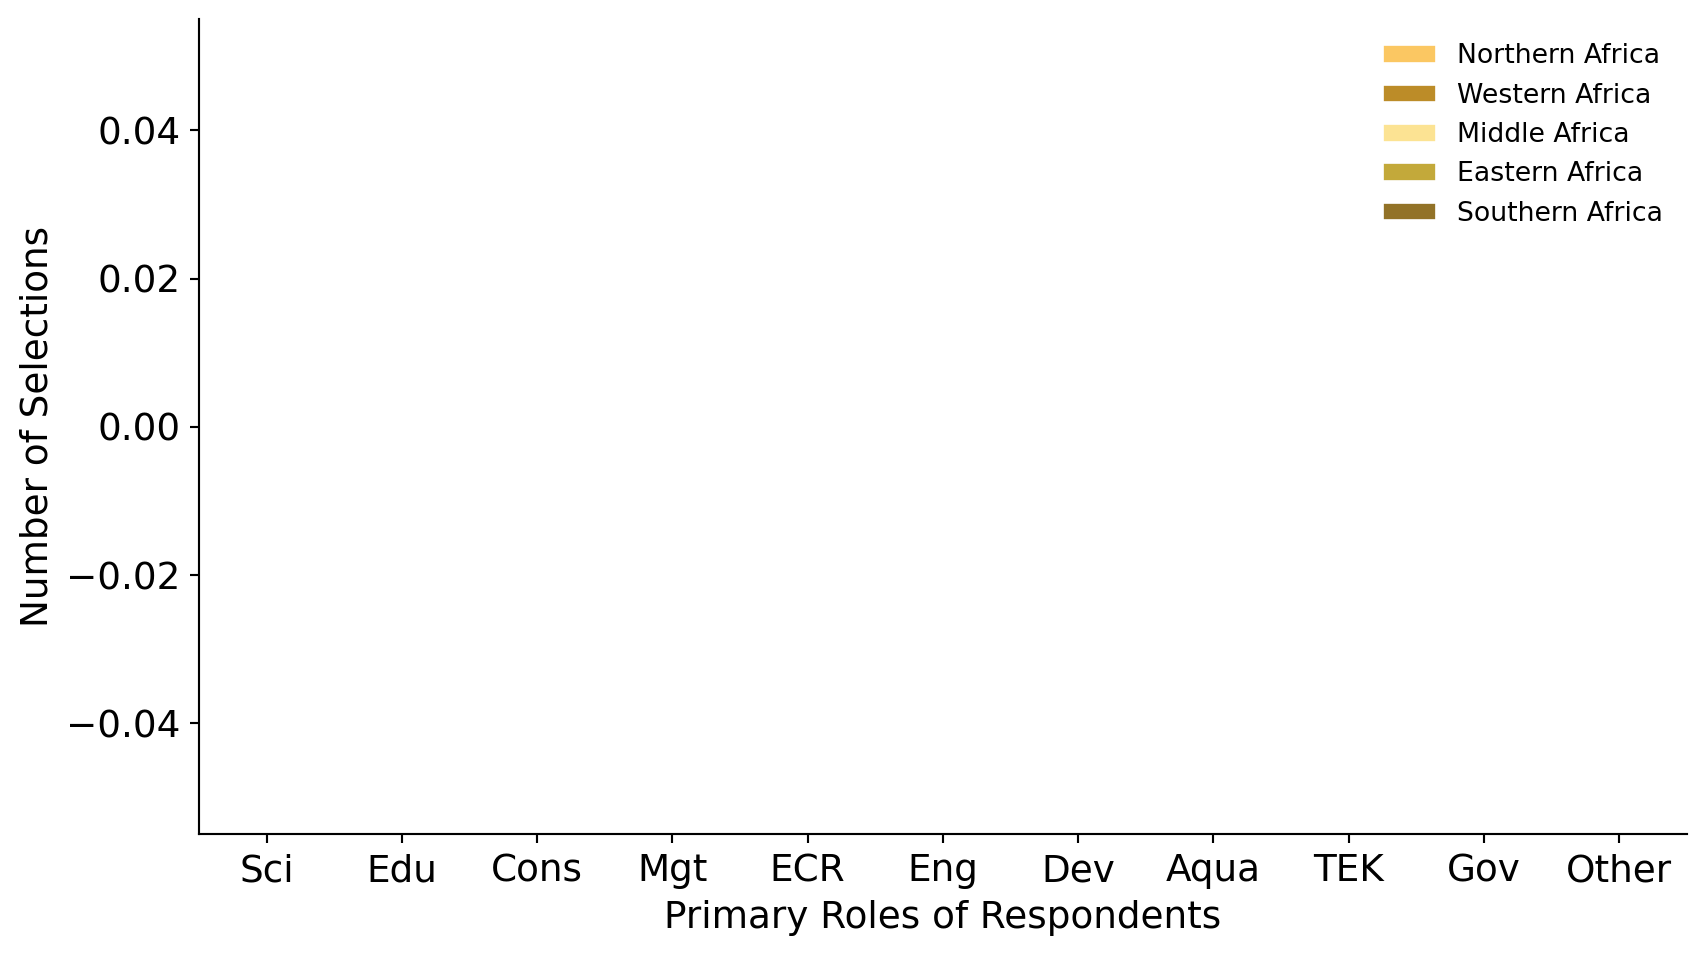 Northern Africa
Western Africa
Middle Africa
Eastern Africa
Southern Africa
Number of Selections
0.04
0.02
0.00
−0.02
−0.04
Sci Edu Cons Mgt ECR Eng Dev Aqua TEK Gov Other
Primary Roles of Respondents